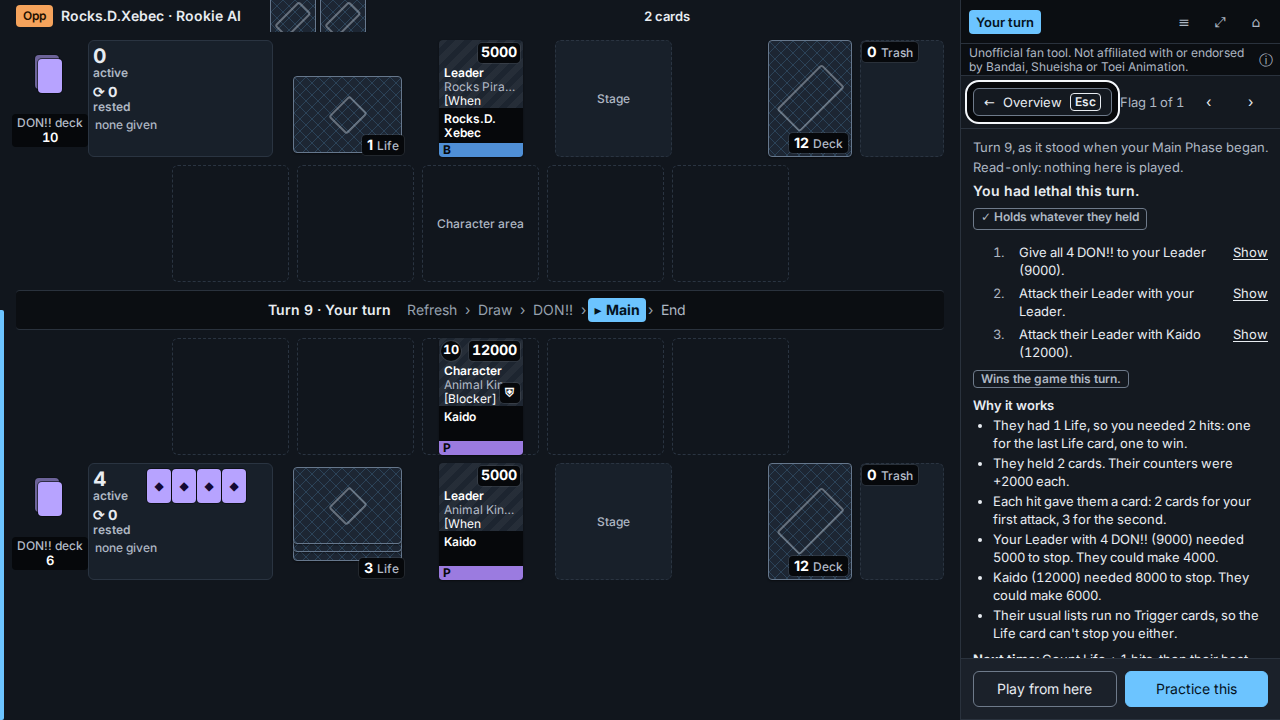 Opp Rocks.D.Xebec · Rookie AI
2 cards
Your turn
Unofficial fan tool. Not affiliated with or endorsed
by Bandai, Shueisha or Toei Animation.
0
active
⟳ 0
rested
none given
DON!! deck
10
1 Life
5000
Leader
Rocks Pira...
[When
Rocks.D.
Xebec
B
Stage
12 Deck
0 Trash
← Overview Esc
Flag 1 of 1
‹ ›
Character area
Turn 9 · Your turn Refresh › Draw › DON!! › ▸ Main › End
10 12000
Character
Animal Kin
[Blocker]
Kaido
P
4
active
⟳ 0
rested
none given
DON!! deck
6
3 Life
5000
Leader
Animal Kin...
[When
Kaido
P
Stage
12 Deck
0 Trash
Turn 9, as it stood when your Main Phase began.
Read-only: nothing here is played.
You had lethal this turn.
✓ Holds whatever they held
1. Give all 4 DON!! to your Leader Show
(9000).
2. Attack their Leader with your Show
Leader.
3. Attack their Leader with Kaido Show
(12000).
Wins the game this turn.
Why it works
• They had 1 Life, so you needed 2 hits: one
for the last Life card, one to win.
• They held 2 cards. Their counters were
+2000 each.
• Each hit gave them a card: 2 cards for your
first attack, 3 for the second.
• Your Leader with 4 DON!! (9000) needed
5000 to stop. They could make 4000.
• Kaido (12000) needed 8000 to stop. They
could make 6000.
• Their usual lists run no Trigger cards, so the
Life card can't stop you either.
Next time: Count Life + 1 hits, then their best
Play from here
Practice this